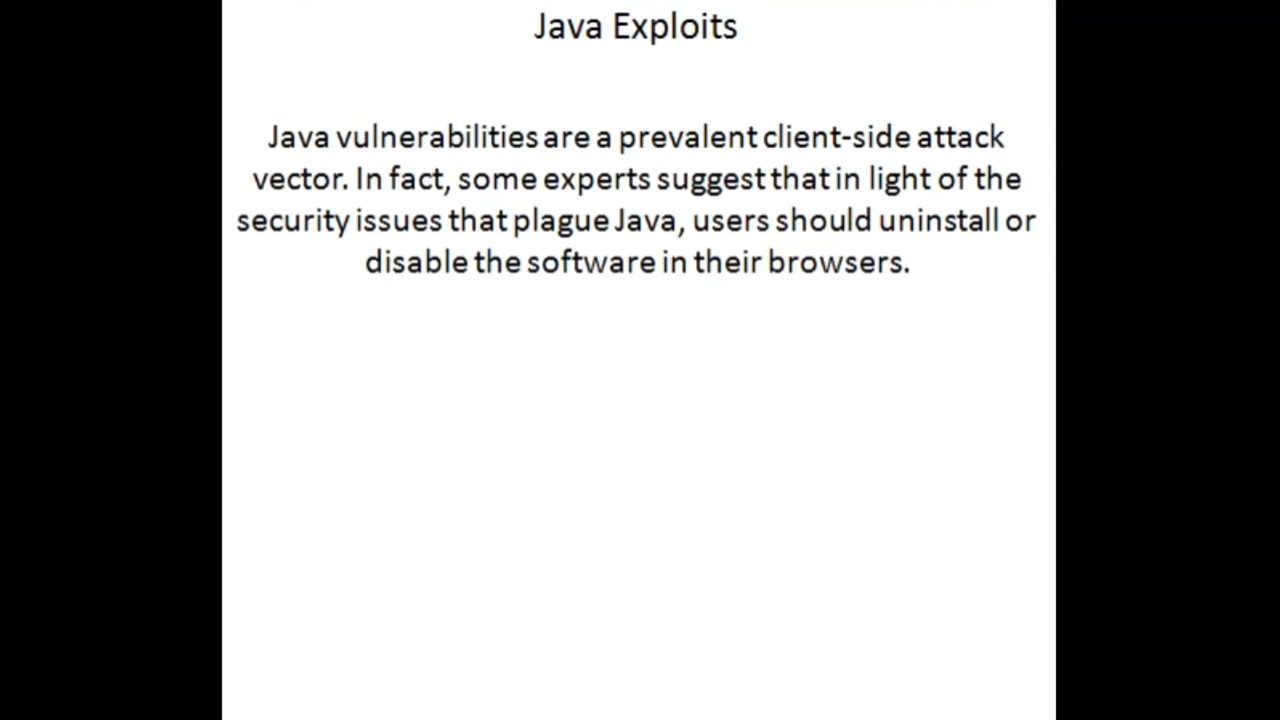 Java Exploits
Java vulnerabilities are a prevalent client-side attack
vector. In fact, some experts suggest that in light of the
security issues that plague Java, users should uninstall or
disable the software in their browsers.